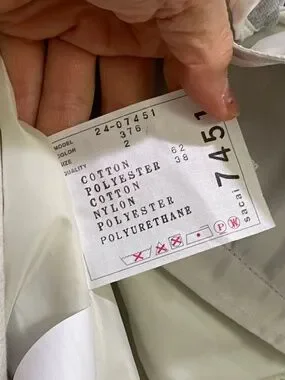 MODEL 24-07451
COLOR 376
SIZE 2
QUALITY
COTTON 62
POLYESTER 38
COTTON
NYLON
POLYESTER
POLYURETHANE
7451
sacai
P W